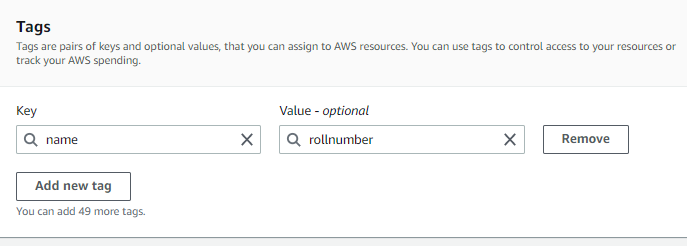 Tags
Tags are pairs of keys and optional values, that you can assign to AWS resources. You can use tags to control access to your resources or
track your AWS spending.
Key Value - optional
name rollnumber Remove
Add new tag
You can add 49 more tags.